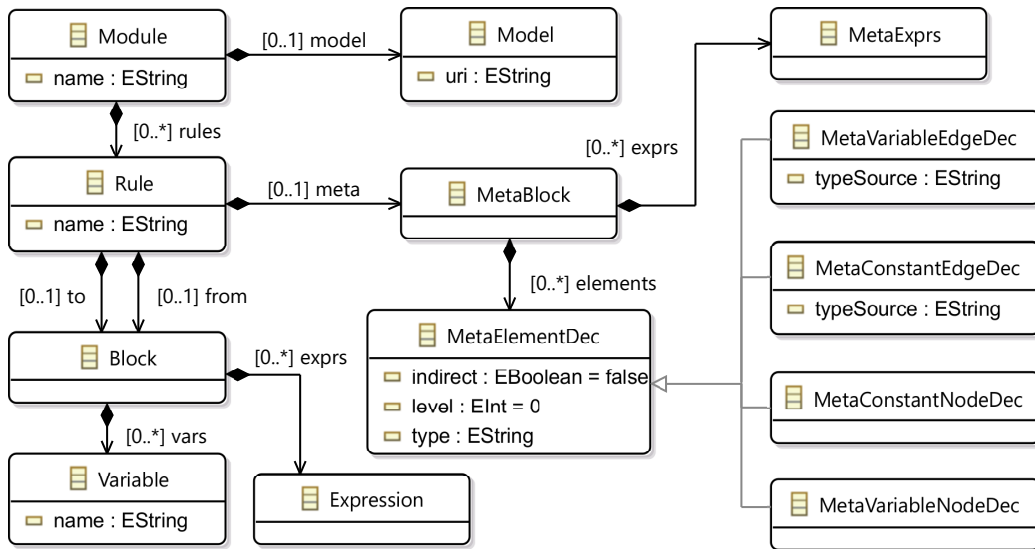 Module
name : EString
[0..1] model
Model
uri : EString
MetaExprs
[0..*] rules
[0..*] exprs
MetaVariableEdgeDec
typeSource : EString
Rule
name : EString
[0..1] meta
MetaBlock
[0..1] to
[0..1] from
[0..*] elements
MetaConstantEdgeDec
typeSource : EString
Block
[0..*] exprs
MetaElementDec
indirect : EBoolean = false
level : EInt = 0
type : EString
MetaConstantNodeDec
[0..*] vars
Variable
name : EString
Expression
MetaVariableNodeDec